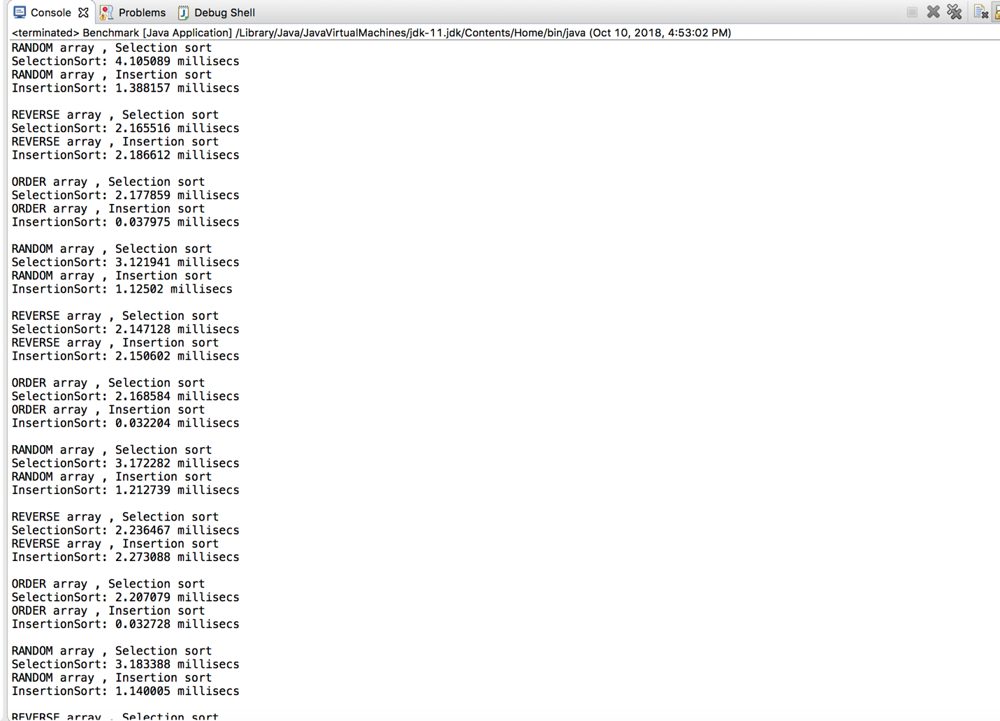 Console Problems Debug Shell
<terminated> Benchmark [Java Application] /Library/Java/JavaVirtualMachines/jdk-11.jdk/Contents/Home/bin/java (Oct 10, 2018, 4:53:02 PM)
RANDOM array , Selection sort
SelectionSort: 4.105089 millisecs
RANDOM array , Insertion sort
InsertionSort: 1.388157 millisecs
REVERSE array , Selection sort
SelectionSort: 2.165516 millisecs
REVERSE array , Insertion sort
InsertionSort: 2.186612 millisecs
ORDER array , Selection sort
SelectionSort: 2.177859 millisecs
ORDER array , Insertion sort
InsertionSort: 0.037975 millisecs
RANDOM array , Selection sort
SelectionSort: 3.121941 millisecs
RANDOM array , Insertion sort
InsertionSort: 1.12502 millisecs
REVERSE array , Selection sort
SelectionSort: 2.147128 millisecs
REVERSE array , Insertion sort
InsertionSort: 2.150602 millisecs
ORDER array , Selection sort
SelectionSort: 2.168584 millisecs
ORDER array , Insertion sort
InsertionSort: 0.032204 millisecs
RANDOM array , Selection sort
SelectionSort: 3.172282 millisecs
RANDOM array , Insertion sort
InsertionSort: 1.212739 millisecs
REVERSE array , Selection sort
SelectionSort: 2.236467 millisecs
REVERSE array , Insertion sort
InsertionSort: 2.273088 millisecs
ORDER array , Selection sort
SelectionSort: 2.207079 millisecs
ORDER array , Insertion sort
InsertionSort: 0.032728 millisecs
RANDOM array , Selection sort
SelectionSort: 3.183388 millisecs
RANDOM array , Insertion sort
InsertionSort: 1.140005 millisecs
REVERSE array , Selection sort